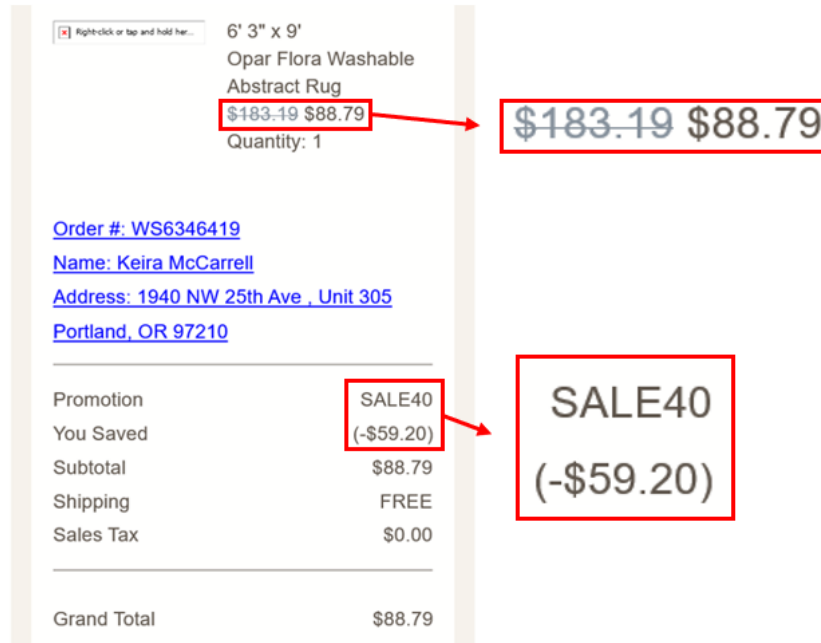 Right-click or tap and hold her...
6' 3" x 9'
Opar Flora Washable
Abstract Rug
$183.19 $88.79
Quantity: 1
$183.19 $88.79
Order #: WS6346419
Name: Keira McCarrell
Address: 1940 NW 25th Ave , Unit 305
Portland, OR 97210
Promotion SALE40
You Saved (-$59.20)
Subtotal $88.79
Shipping FREE
Sales Tax $0.00
Grand Total $88.79
SALE40
(-$59.20)